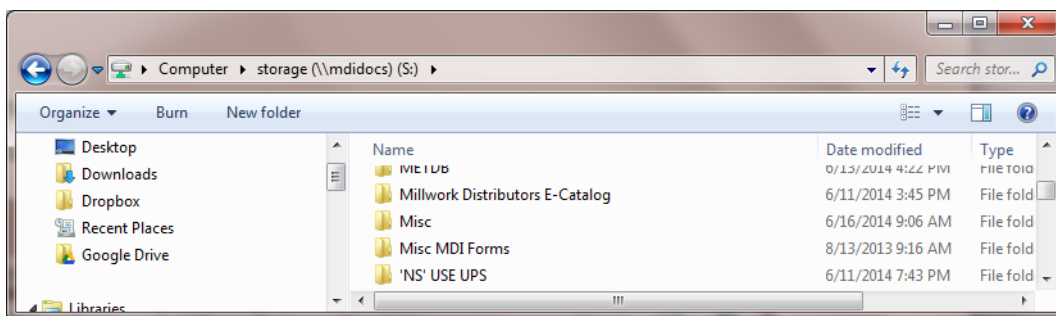 Computer storage (\\mdidocs) (S:) Search stor...
Organize Burn New folder
Desktop
Downloads
Dropbox
Recent Places
Google Drive
Libraries
Name Date modified Type
METDB 6/13/2014 4:22 PM File fold
Millwork Distributors E-Catalog 6/11/2014 3:45 PM File fold
Misc 6/16/2014 9:06 AM File fold
Misc MDI Forms 8/13/2013 9:16 AM File fold
'NS' USE UPS 6/11/2014 7:43 PM File fold